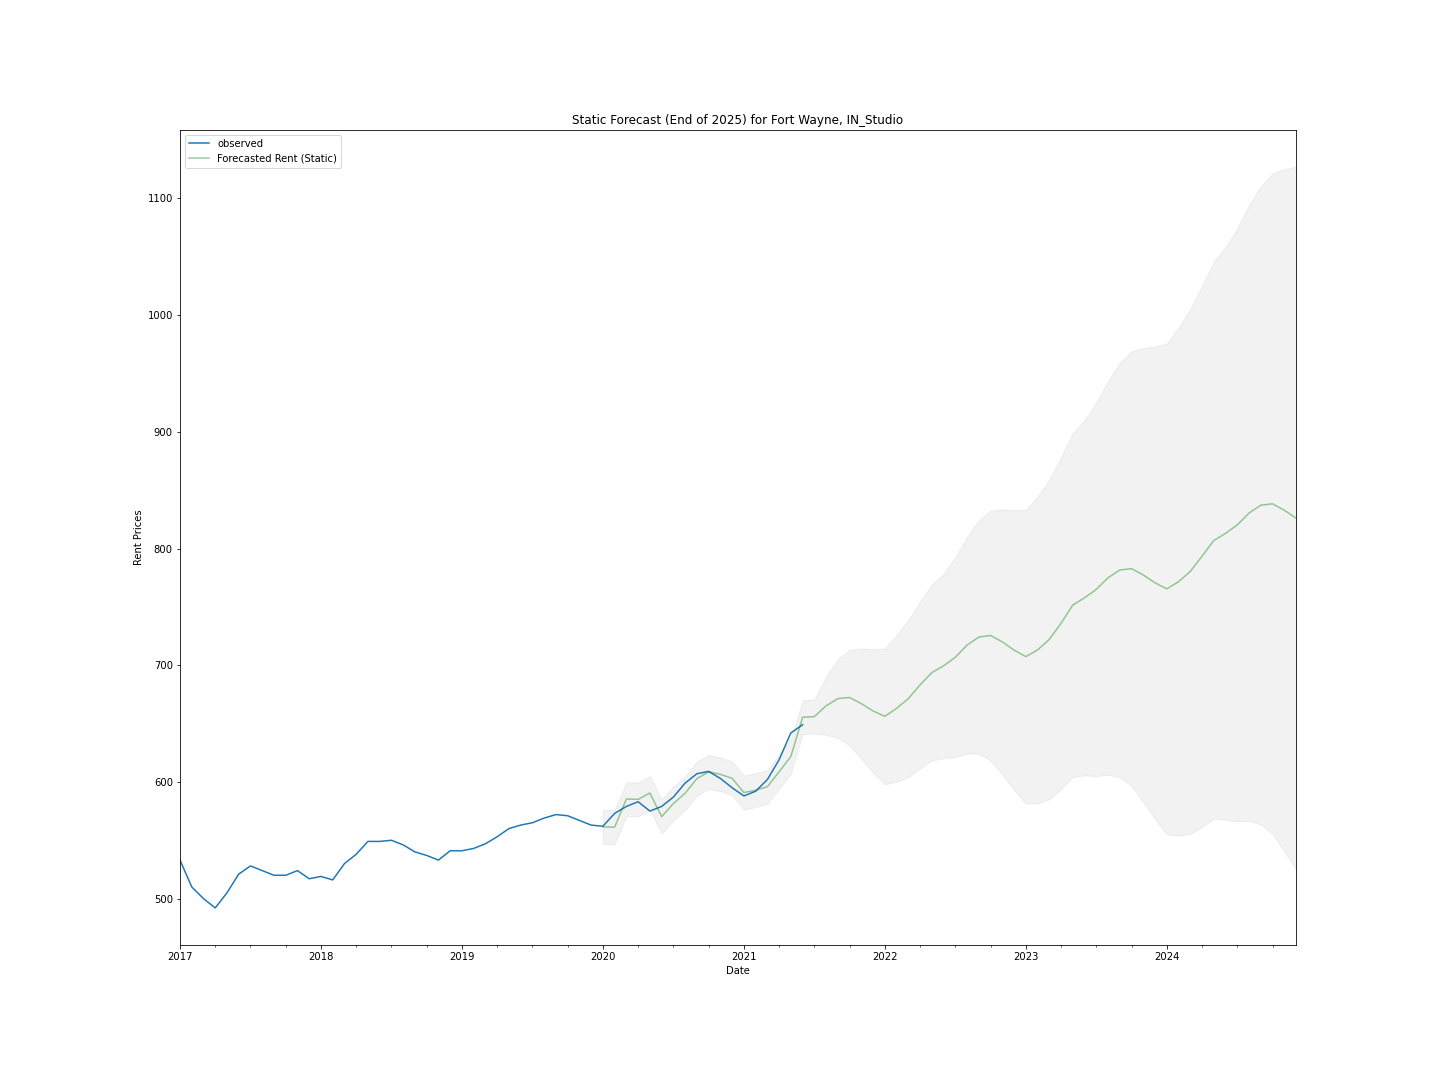 Static Forecast (End of 2025) for Fort Wayne, IN_Studio
observed
Forecasted Rent (Static)
1100
1000
900
800
700
600
500
Rent Prices
2017 2018 2019 2020 2021 2022 2023 2024
Date